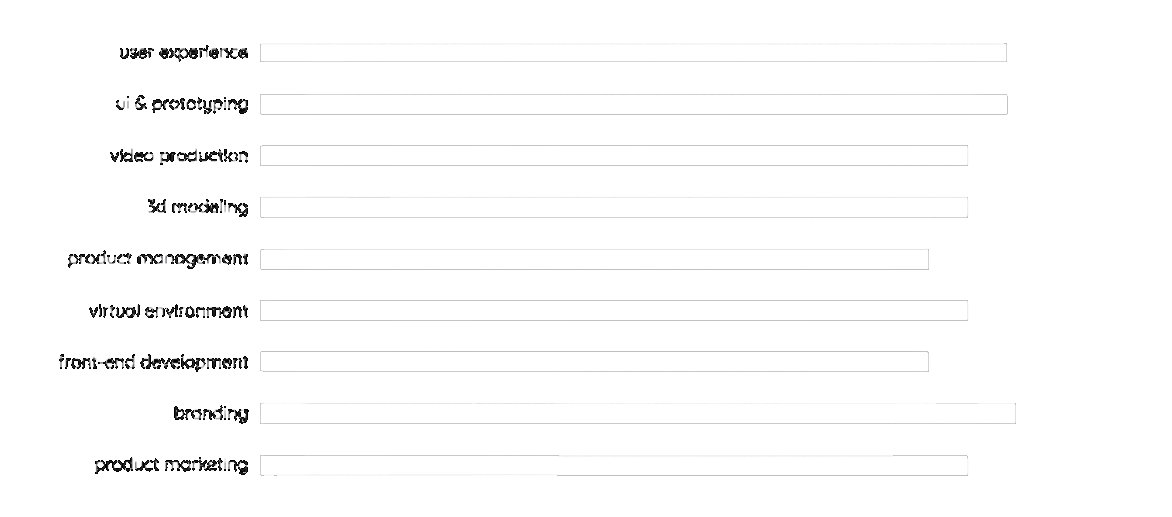 user experience
ui & prototyping
video production
3d modeling
product management
virtual environment
front-end development
branding
product marketing